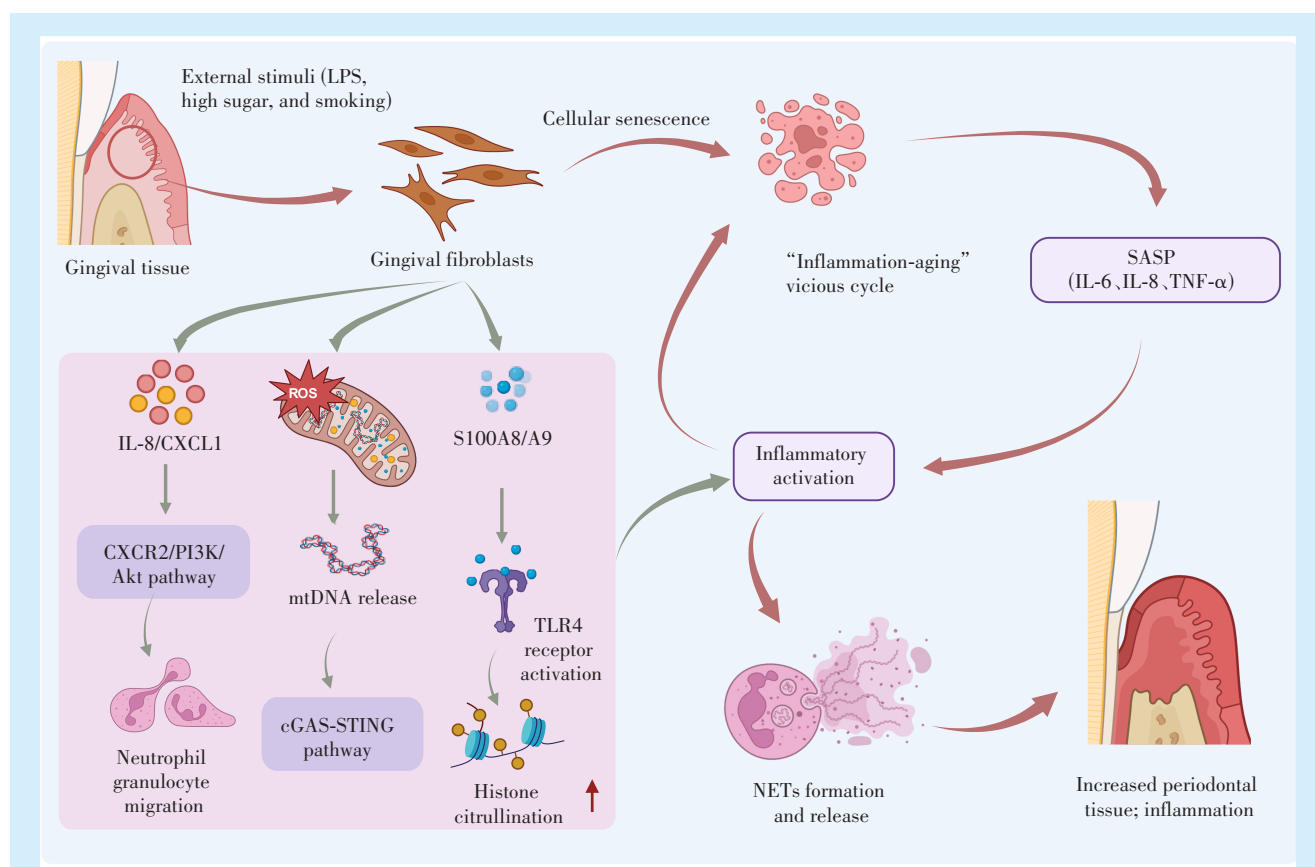 External stimuli (LPS,
high sugar, and smoking)
Cellular senescence
Gingival tissue
Gingival fibroblasts
“Inflammation-aging”
vicious cycle
SASP
(IL-6、IL-8、TNF-α)
ROS
IL-8/CXCL1
S100A8/A9
Inflammatory
activation
CXCR2/PI3K/
Akt pathway
mtDNA release
TLR4
receptor
activation
Neutrophil
granulocyte
migration
cGAS-STING
pathway
Histone
citrullination
NETs formation
and release
Increased periodontal
tissue; inflammation